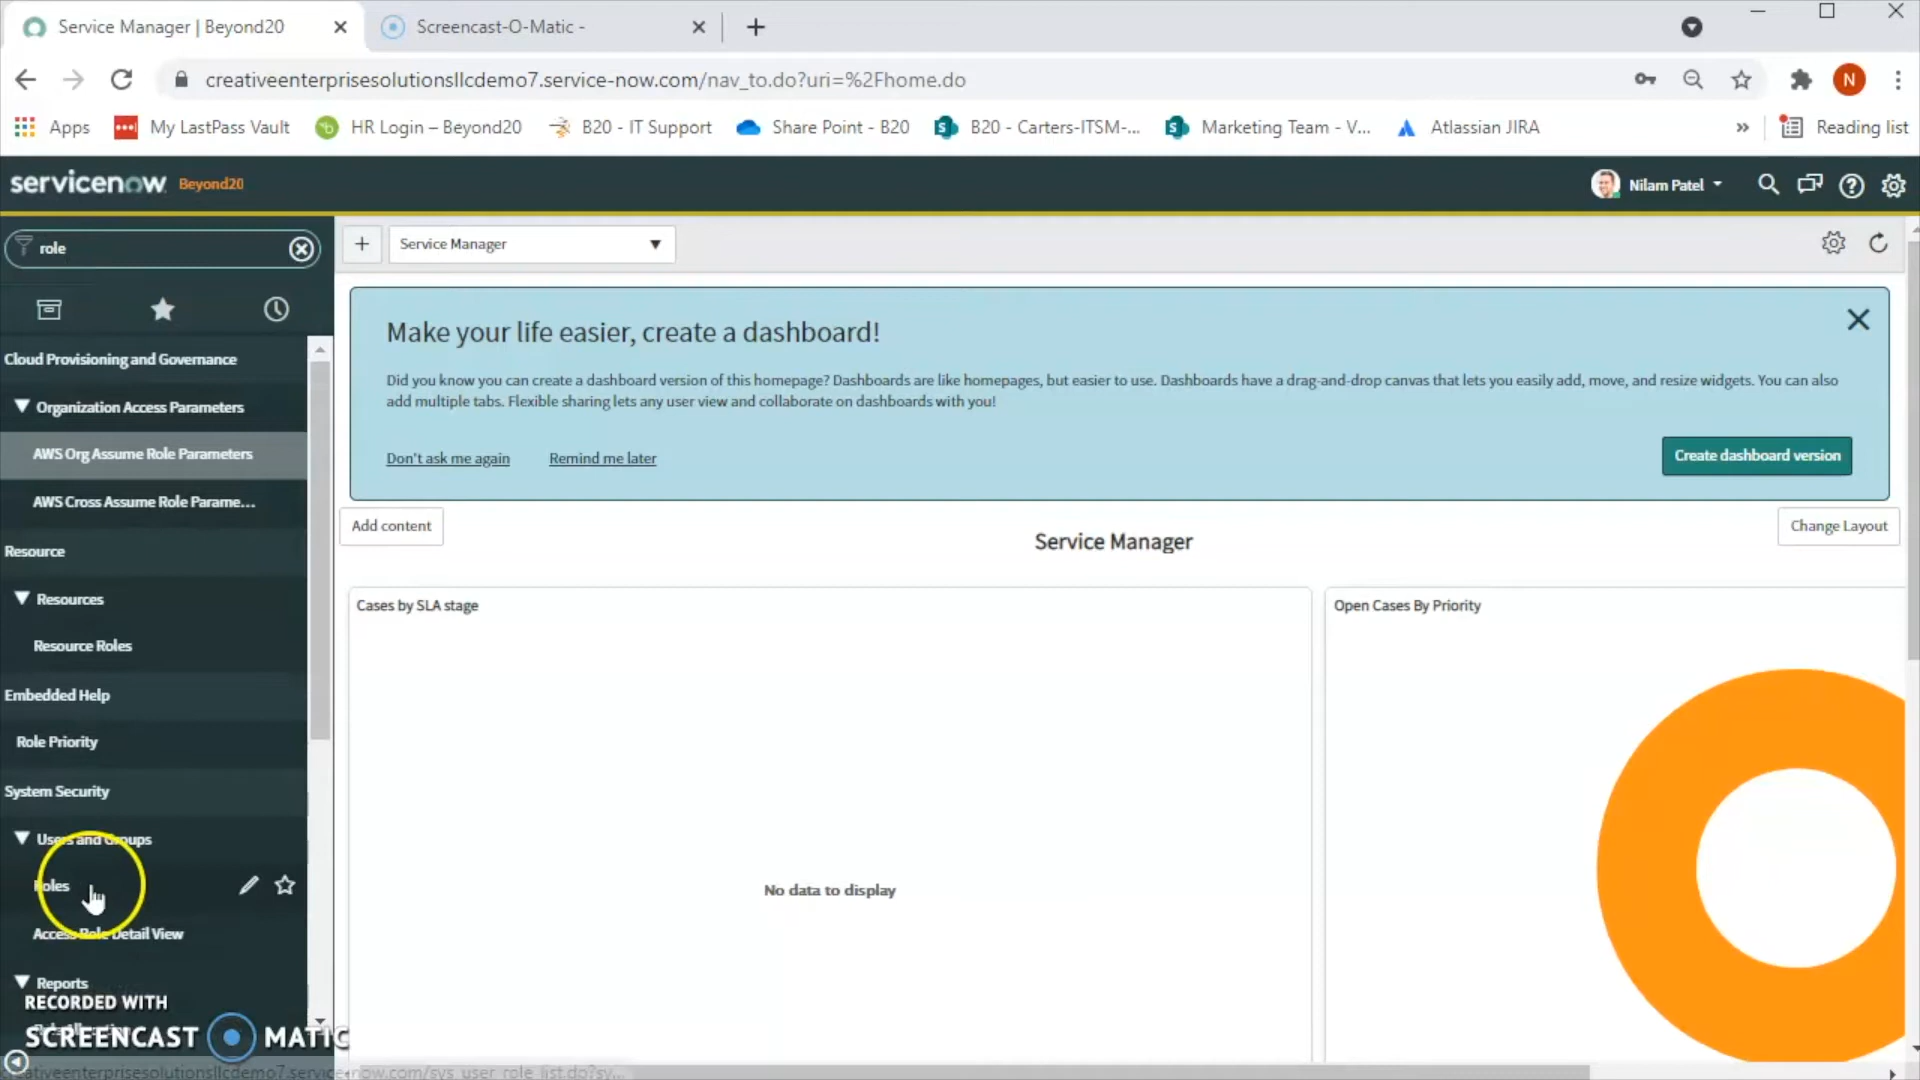 Service Manager | Beyond20
Screencast-O-Matic -
creativeenterprisesolutionsllcdemo7.service-now.com/nav_to.do?uri=%2Fhome.do
N
Apps
My LastPass Vault
HR Login – Beyond20
B20 - IT Support
Share Point - B20
B20 - Carters-ITSM-...
Marketing Team - V...
Atlassian JIRA
Reading list
servicenow Beyond20
Nilam Patel
role
Service Manager
Cloud Provisioning and Governance
Organization Access Parameters
AWS Org Assume Role Parameters
AWS Cross Assume Role Parame...
Resource
Resources
Resource Roles
Embedded Help
Role Priority
System Security
Users and Groups
Roles
Access Role Detail View
Reports
Make your life easier, create a dashboard!
Did you know you can create a dashboard version of this homepage? Dashboards are like homepages, but easier to use. Dashboards have a drag-and-drop canvas that lets you easily add, move, and resize widgets. You can also
add multiple tabs. Flexible sharing lets any user view and collaborate on dashboards with you!
Don't ask me again
Remind me later
Create dashboard version
Add content
Service Manager
Change Layout
Cases by SLA stage
Open Cases By Priority
No data to display
RECORDED WITH
SCREENCAST MATIC
creativeenterprisesolutionsllcdemo7.service-now.com/sys_user_role_list.do?sy...